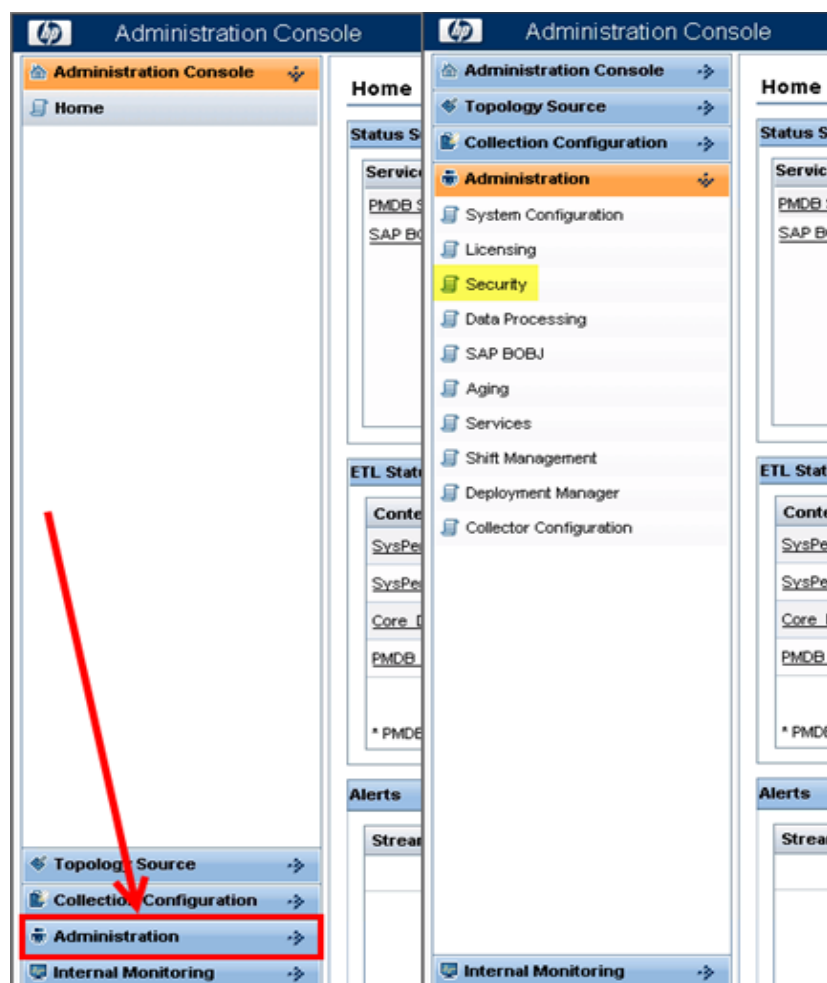 hp Administration Console
Administration Console
Home
Home
Status S
Servic
PMDB S
SAP BO
ETL Stat
Conte
SysPe
SysPe
Core D
PMDB
* PMDB
Alerts
Strea
Topology Source
Collection Configuration
Administration
Internal Monitoring
hp Administration Console
Administration Console
Topology Source
Collection Configuration
Administration
System Configuration
Licensing
Security
Data Processing
SAP BOBJ
Aging
Services
Shift Management
Deployment Manager
Collector Configuration
Internal Monitoring
Home
Status S
Servic
PMDB
SAP B
ETL Stat
Conte
SysPe
SysPe
Core
PMDB
* PMD
Alerts
Strea